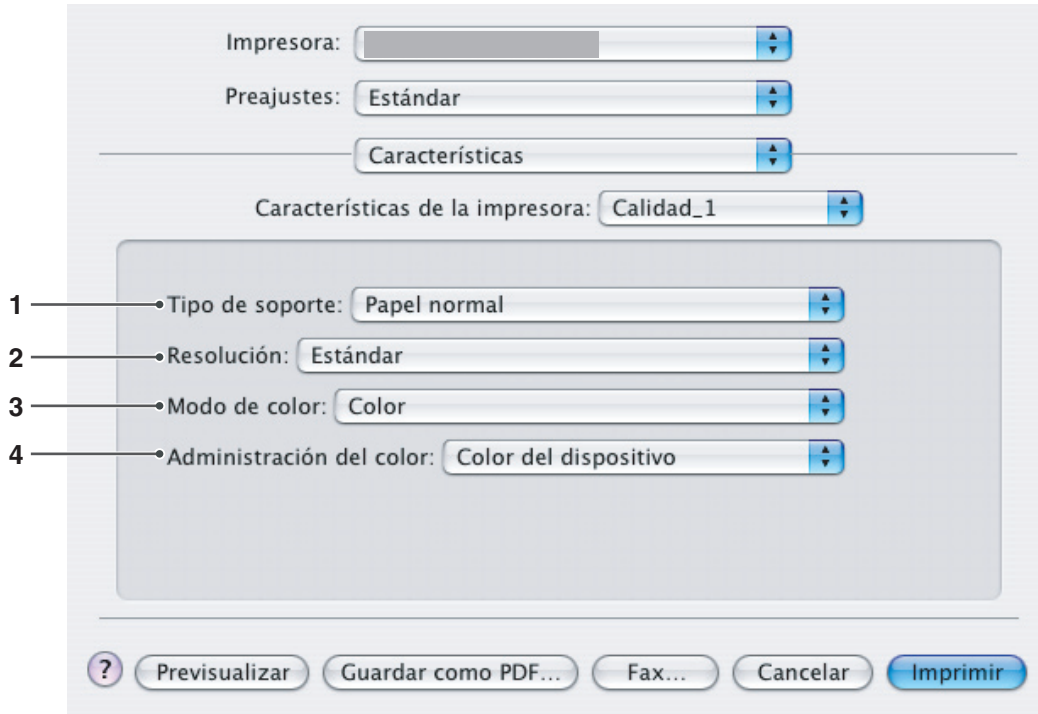 Impresora:
Preajustes: Estándar
Características
Características de la impresora: Calidad_1
1 Tipo de soporte: Papel normal
2 Resolución: Estándar
3 Modo de color: Color
4 Administración del color: Color del dispositivo
? Previsualizar Guardar como PDF... Fax... Cancelar Imprimir